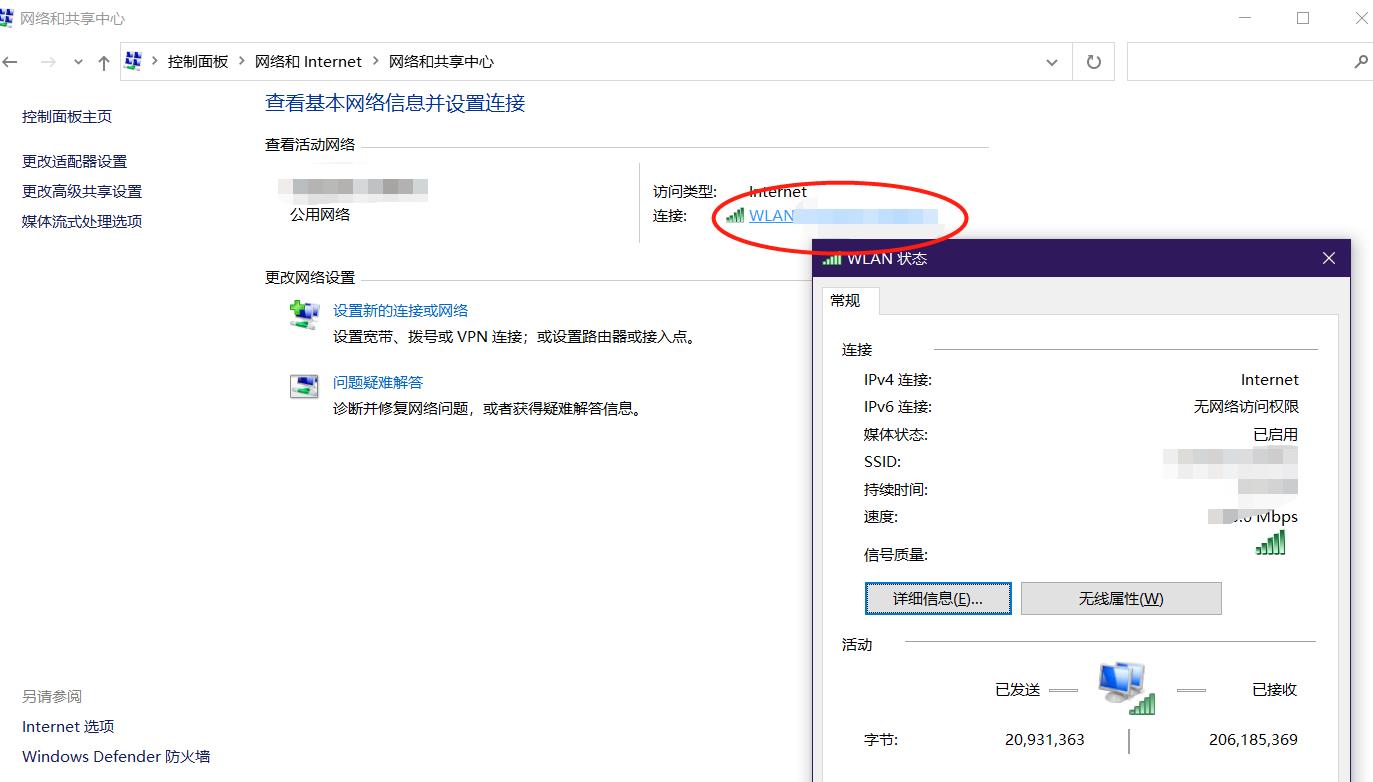 网络和共享中心
控制面板 网络和 Internet 网络和共享中心
控制面板主页
更改适配器设置
更改高级共享设置
媒体流式处理选项
查看基本网络信息并设置连接
查看活动网络
公用网络
访问类型: Internet
连接: WLAN
更改网络设置
设置新的连接或网络
设置宽带、拨号或 VPN 连接；或设置路由器或接入点。
问题疑难解答
诊断并修复网络问题，或者获得疑难解答信息。
另请参阅
Internet 选项
Windows Defender 防火墙
WLAN 状态
常规
连接
IPv4 连接: Internet
IPv6 连接: 无网络访问权限
媒体状态: 已启用
SSID:
持续时间:
速度: Mbps
信号质量:
详细信息(E)... 无线属性(W)
活动
已发送 已接收
字节: 20,931,363 206,185,369